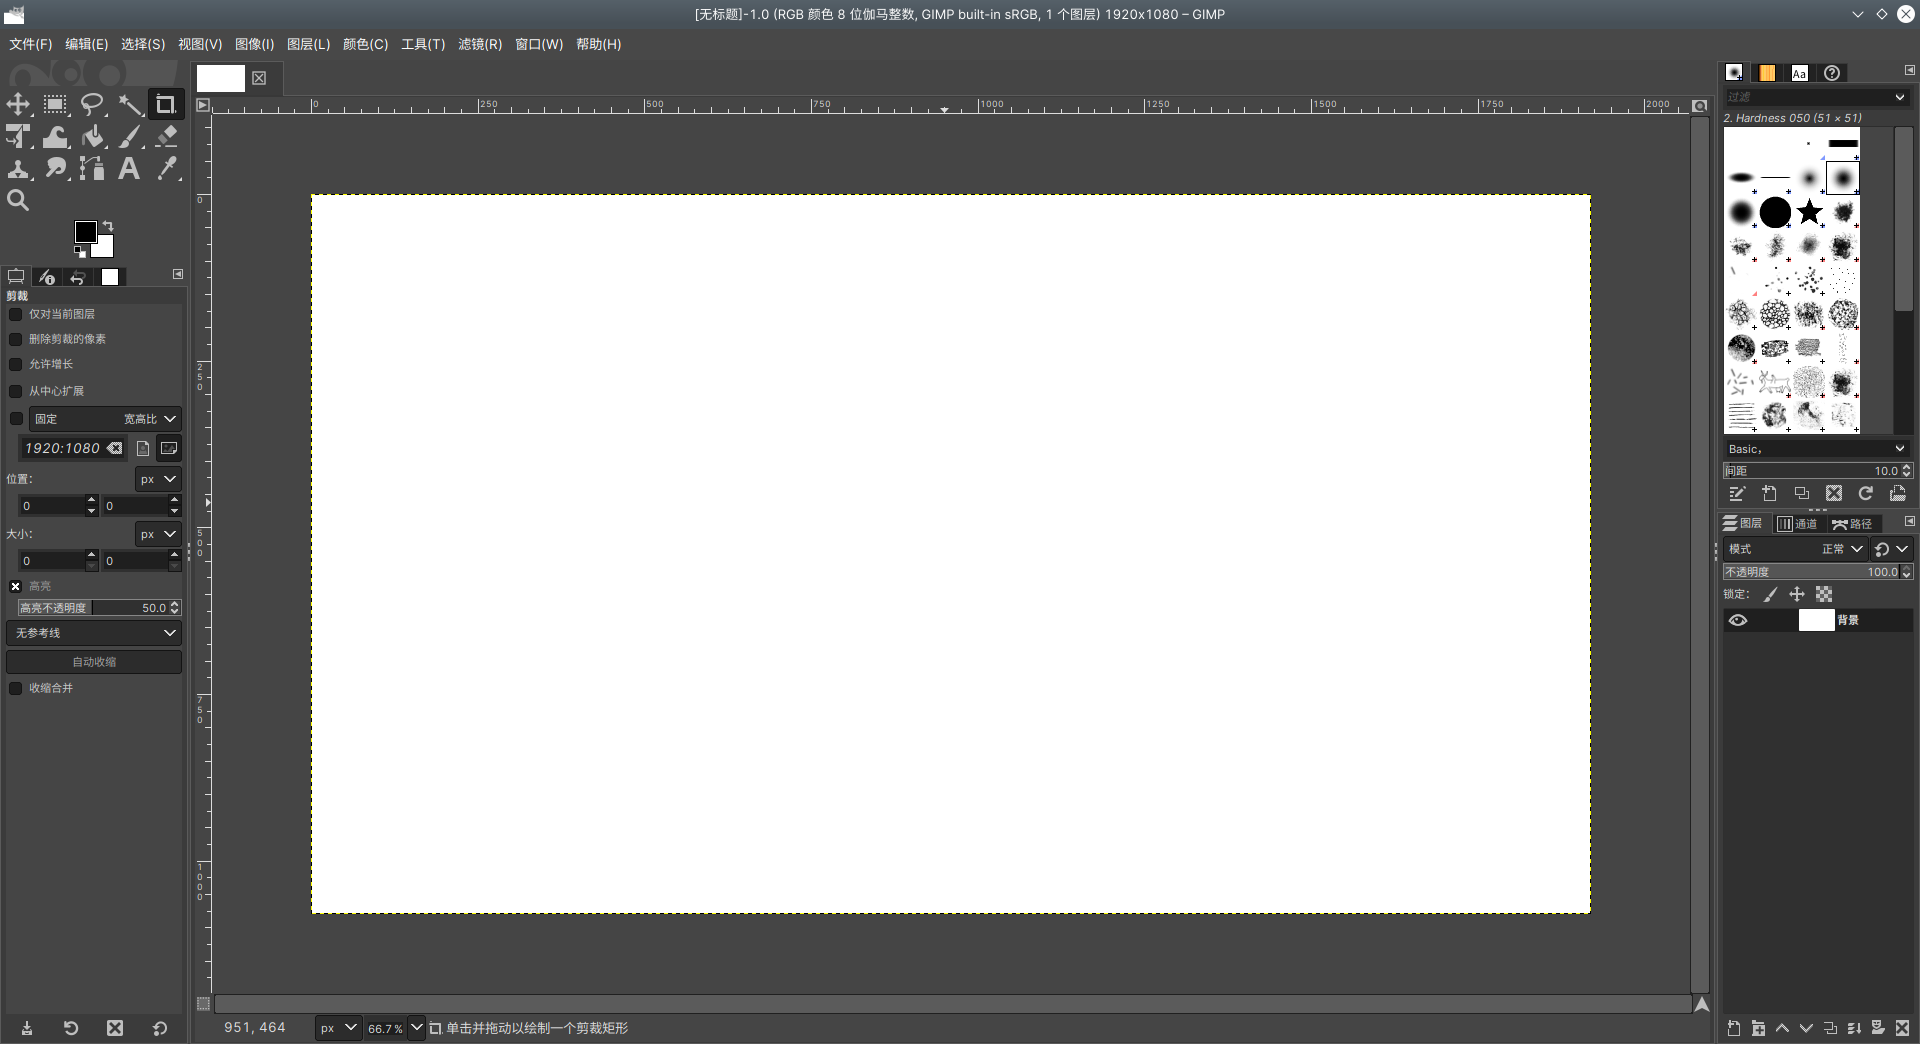 [无标题]-1.0 (RGB 颜色 8 位伽马整数, GIMP built-in sRGB, 1 个图层) 1920x1080 – GIMP
文件(F) 编辑(E) 选择(S) 视图(V) 图像(I) 图层(L) 颜色(C) 工具(T) 滤镜(R) 窗口(W) 帮助(H)
0 250 500 750 1000 1250 1500 1750 2000
0
250
500
750
1000
剪裁
仅对当前图层
删除剪裁的像素
允许增长
从中心扩展
固定 宽高比
1920:1080
位置: px
0 0
大小: px
0 0
高亮
高亮不透明度 50.0
无参考线
自动收缩
收缩合并
951, 464 px 66.7 % 单击并拖动以绘制一个剪裁矩形
Aa
过滤
2. Hardness 050 (51 × 51)
Basic,
间距 10.0
图层 通道 路径
模式 正常
不透明度 100.0
锁定:
背景